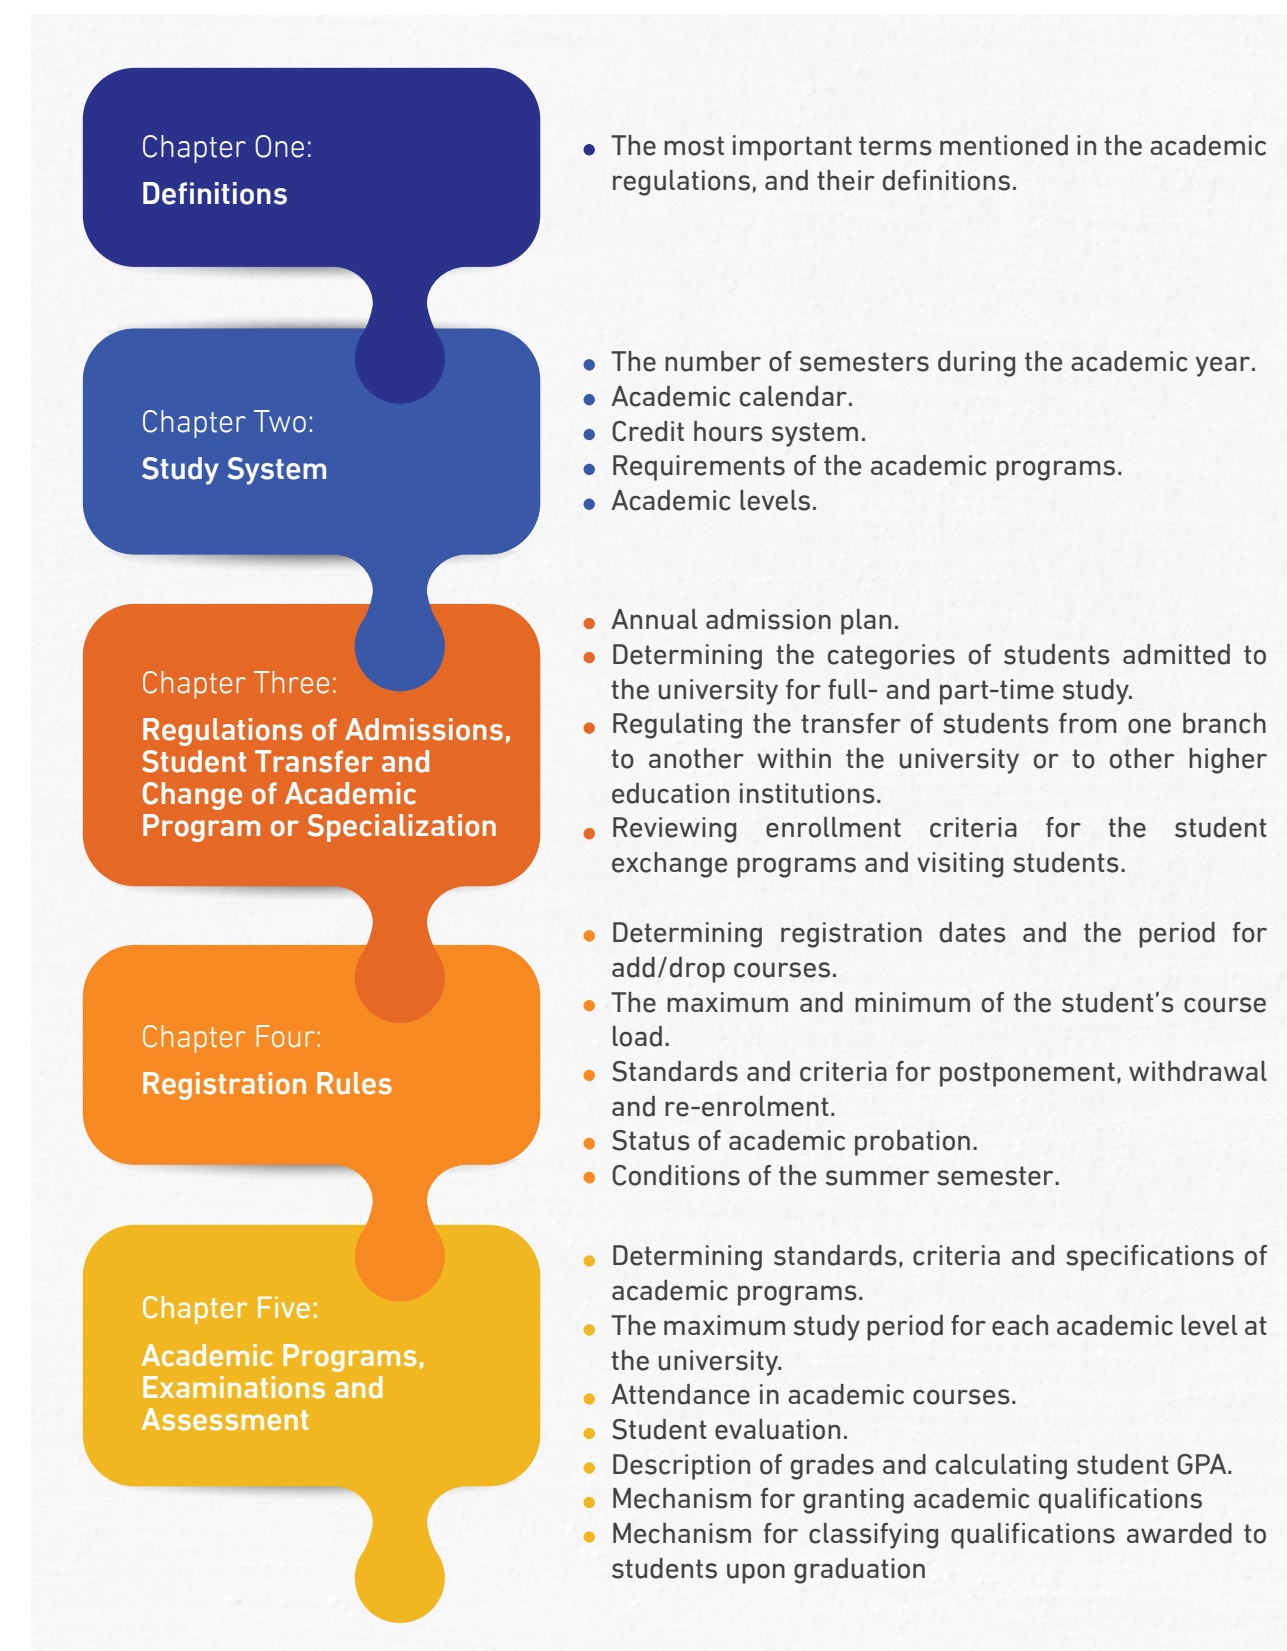 Chapter One:
Definitions
• The most important terms mentioned in the academic
regulations, and their definitions.
Chapter Two:
Study System
• The number of semesters during the academic year.
• Academic calendar.
• Credit hours system.
• Requirements of the academic programs.
• Academic levels.
Chapter Three:
Regulations of Admissions,
Student Transfer and
Change of Academic
Program or Specialization
• Annual admission plan.
• Determining the categories of students admitted to
the university for full- and part-time study.
• Regulating the transfer of students from one branch
to another within the university or to other higher
education institutions.
• Reviewing enrollment criteria for the student
exchange programs and visiting students.
Chapter Four:
Registration Rules
• Determining registration dates and the period for
add/drop courses.
• The maximum and minimum of the student's course
load.
• Standards and criteria for postponement, withdrawal
and re-enrolment.
• Status of academic probation.
• Conditions of the summer semester.
Chapter Five:
Academic Programs,
Examinations and
Assessment
• Determining standards, criteria and specifications of
academic programs.
• The maximum study period for each academic level at
the university.
• Attendance in academic courses.
• Student evaluation.
• Description of grades and calculating student GPA.
• Mechanism for granting academic qualifications
• Mechanism for classifying qualifications awarded to
students upon graduation